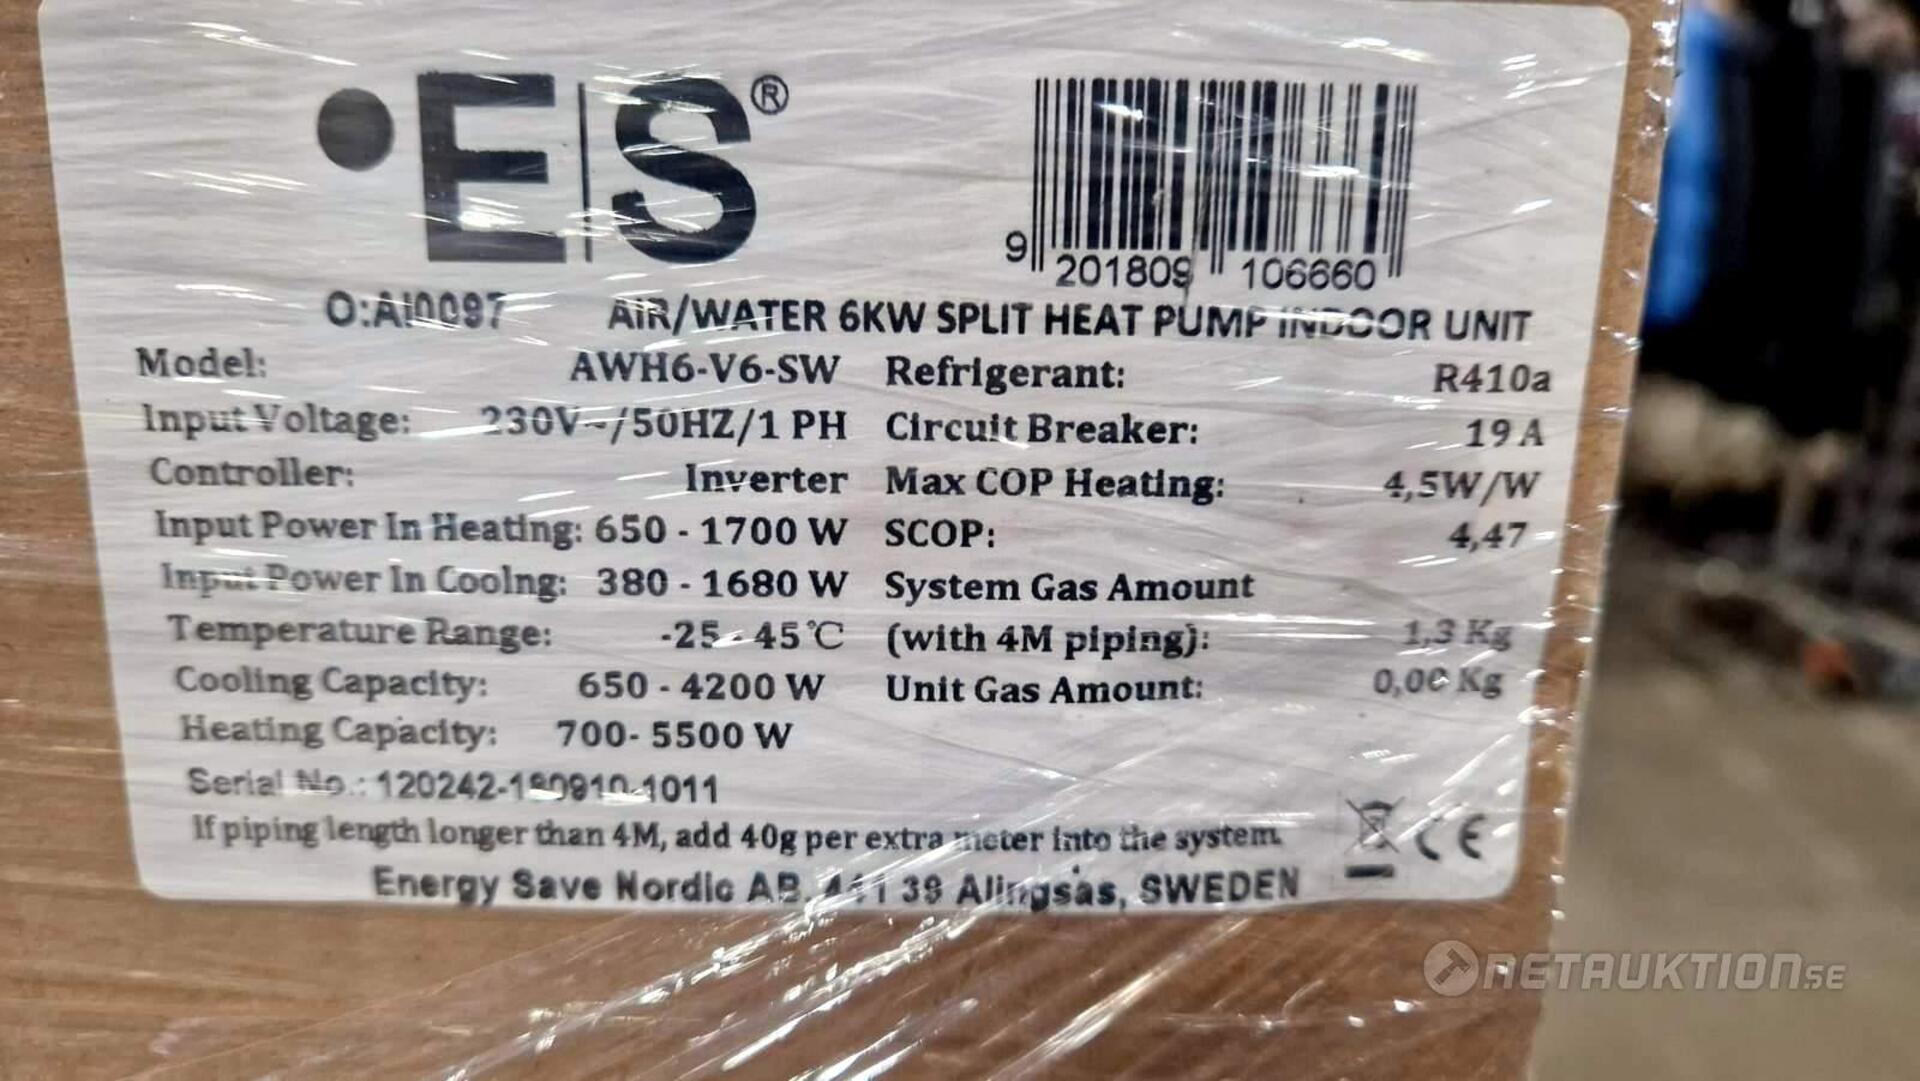 •E|S®
9 201809 106660
O:AI0097 AIR/WATER 6KW SPLIT HEAT PUMP INDOOR UNIT
Model: AWH6-V6-SW Refrigerant: R410a
Input Voltage: 230V~/50HZ/1 PH Circuit Breaker: 19 A
Controller: Inverter Max COP Heating: 4,5W/W
Input Power In Heating: 650 - 1700 W SCOP: 4,47
Input Power In Coolng: 380 - 1680 W System Gas Amount
Temperature Range: -25 - 45℃ (with 4M piping): 1,3 Kg
Cooling Capacity: 650 - 4200 W Unit Gas Amount: 0,00 Kg
Heating Capacity: 700- 5500 W
Serial No.: 120242-180910-1011
If piping length longer than 4M, add 40g per extra meter into the system.
CE
Energy Save Nordic AB, 441 39 Alingsås, SWEDEN
NETAUKTION.SE